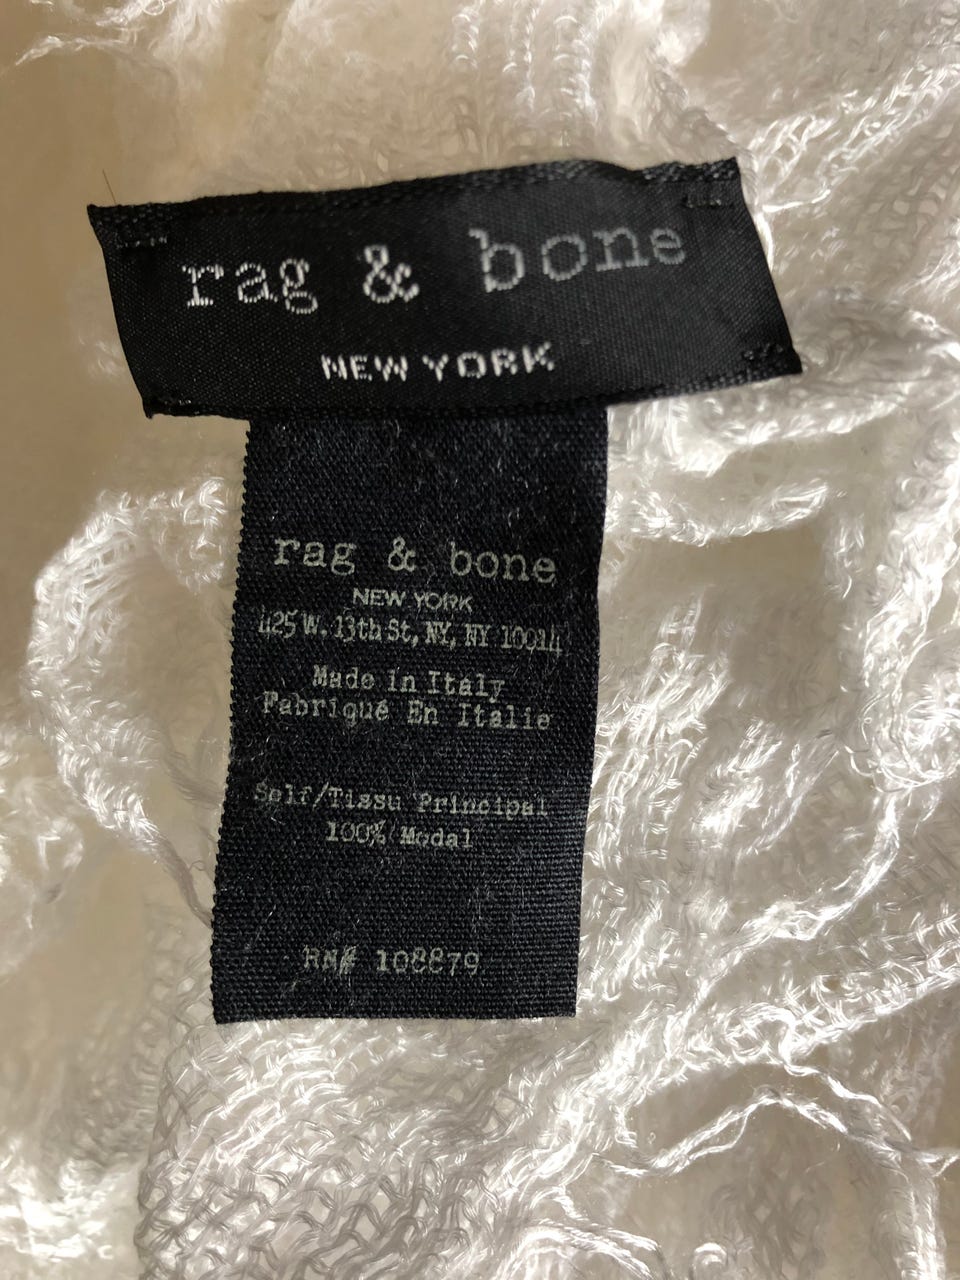 rag & bone
NEW YORK
rag & bone
NEW YORK
425 W. 13th St, NY, NY 10014
Made in Italy
Fabriqué En Italie
Self/Tissu Principal
100% Modal
RN# 108879